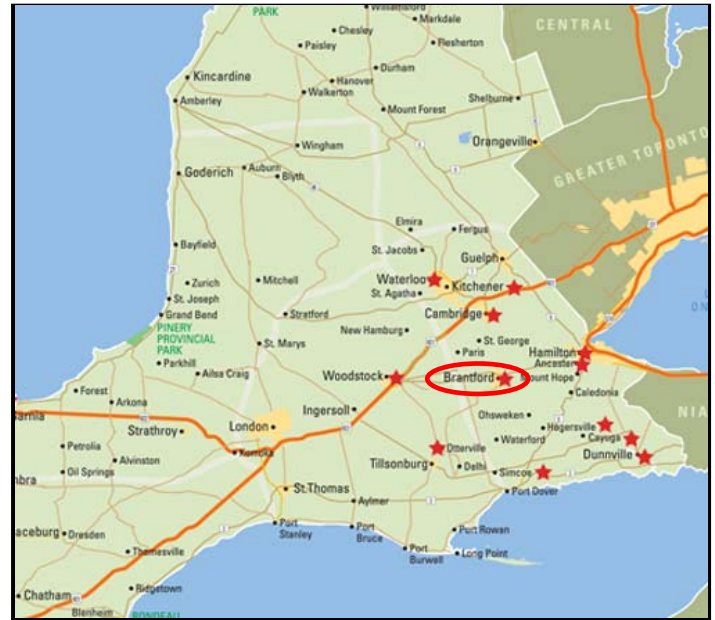 PARK
Markdale
CENTRAL
Chesley
Paisley
Flesherton
Durham
Kincardine
Hanover
Walkerton
Amberley
Mount Forest
Shelburne
Wingham
Orangeville
GREATER TORONTO
Auburn
Goderich
Blyth
Elmira
Fergus
Bayfield
St. Jacobs
Guelph
Waterloo
Kitchener
Zurich
Mitchell
St. Agatha
St. Joseph
Grand Bend
Stratford
Cambridge
PINERY
PROVINCIAL
PARK
New Hamburg
St. George
St. Marys
Paris
Hamilton
Parkhill
Ancaster
Ailsa Craig
Woodstock
Brantford
Mount Hope
Forest
Caledonia
Arkona
Ingersoll
Ohsweken
Hagersville
NIA
Strathroy
London
Waterford
Cayuga
Petrolia
Komoka
Otterville
Dunnville
Alvinston
Tillsonburg
Delhi
Simcoe
Oil Springs
St. Thomas
Port Dover
Aylmer
Port
Stanley
Port
Bruce
Port Rowan
Dresden
Port
Burwell
Long Point
Thamesville
Ridgetown
Chatham
Blenheim
RONDEAU